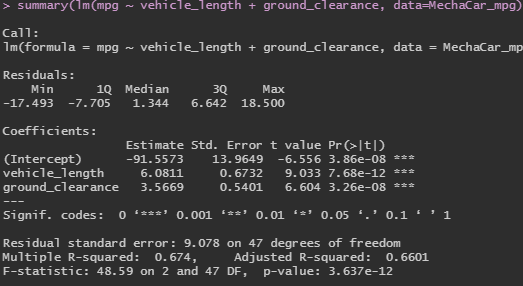 > summary(lm(mpg ~ vehicle_length + ground_clearance, data=MechaCar_mpg)
Call:
lm(formula = mpg ~ vehicle_length + ground_clearance, data = MechaCar_mp
Residuals:
    Min      1Q  Median      3Q     Max
-17.493  -7.705   1.344   6.642  18.500
Coefficients:
                 Estimate Std. Error t value Pr(>|t|)
(Intercept)      -91.5573    13.9649  -6.556 3.86e-08 ***
vehicle_length     6.0811     0.6732   9.033 7.68e-12 ***
ground_clearance   3.5669     0.5401   6.604 3.26e-08 ***
---
Signif. codes:  0 ‘***’ 0.001 ‘**’ 0.01 ‘*’ 0.05 ‘.’ 0.1 ‘ ’ 1
Residual standard error: 9.078 on 47 degrees of freedom
Multiple R-squared:  0.674,	Adjusted R-squared:  0.6601
F-statistic: 48.59 on 2 and 47 DF,  p-value: 3.637e-12